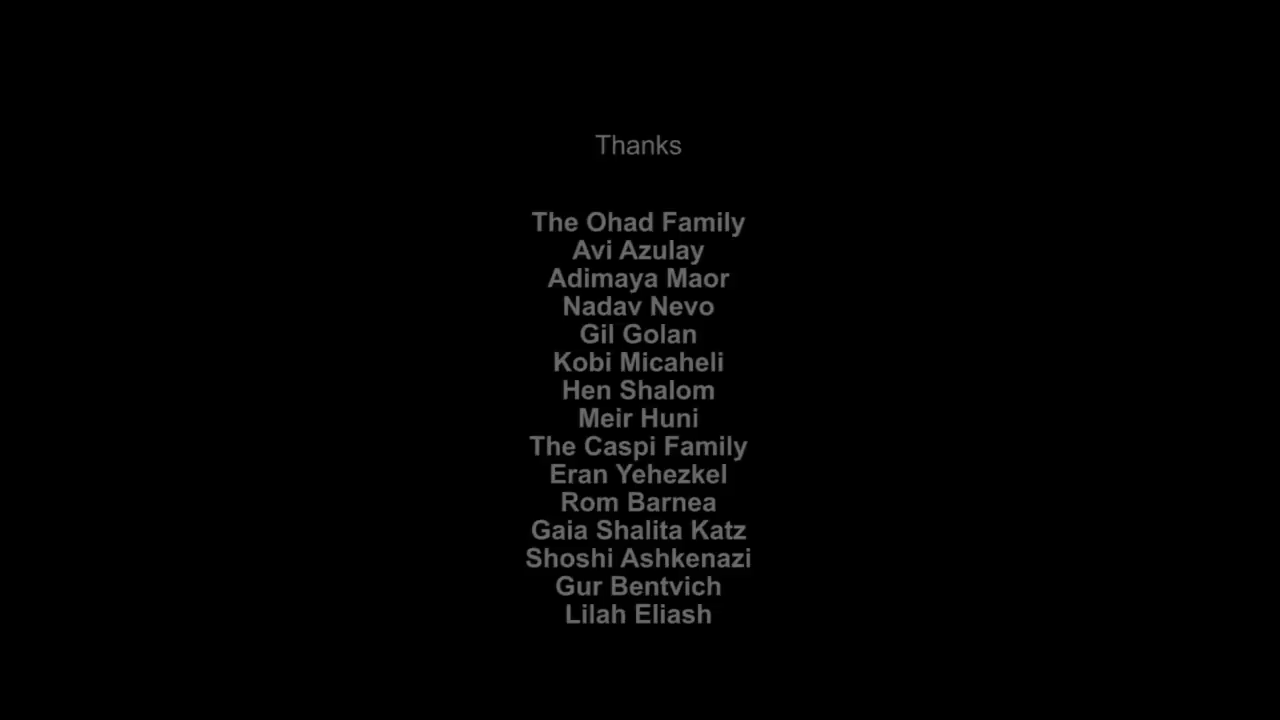 Thanks
The Ohad Family
Avi Azulay
Adimaya Maor
Nadav Nevo
Gil Golan
Kobi Micaheli
Hen Shalom
Meir Huni
The Caspi Family
Eran Yehezkel
Rom Barnea
Gaia Shalita Katz
Shoshi Ashkenazi
Gur Bentvich
Lilah Eliash